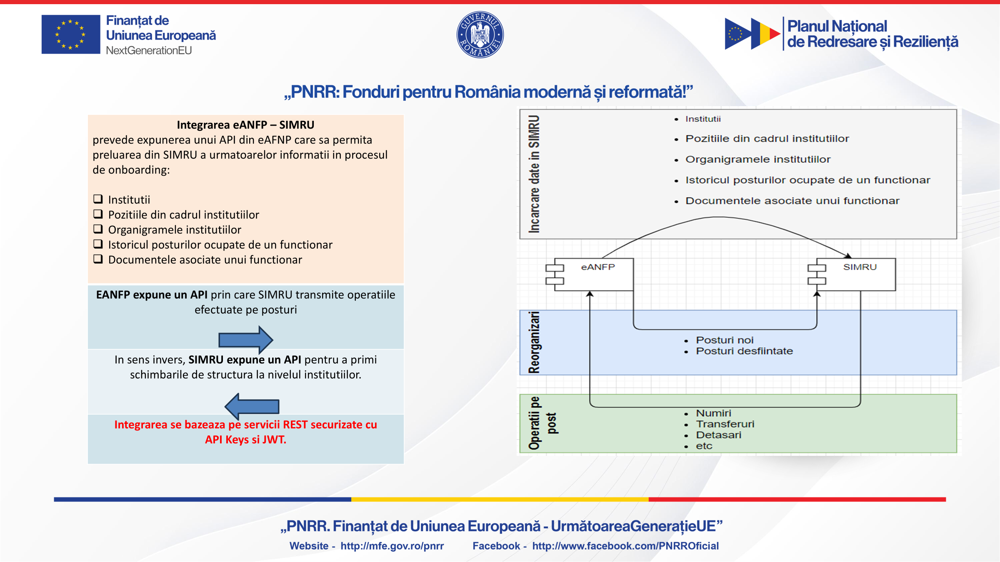 Finanțat de
Uniunea Europeană
NextGenerationEU
GUVERNUL ROMÂNIEI
Planul Național
de Redresare și Reziliență
„PNRR: Fonduri pentru România modernă și reformată!”
Integrarea eANFP – SIMRU
prevede expunerea unui API din eAFNP care sa permita
preluarea din SIMRU a urmatoarelor informatii in procesul
de onboarding:
❑ Institutii
❑ Pozitiile din cadrul institutiilor
❑ Organigramele institutiilor
❑ Istoricul posturilor ocupate de un functionar
❑ Documentele asociate unui functionar
EANFP expune un API prin care SIMRU transmite operatiile
efectuate pe posturi
In sens invers, SIMRU expune un API pentru a primi
schimbarile de structura la nivelul institutiilor.
Integrarea se bazeaza pe servicii REST securizate cu
API Keys si JWT.
Incarcare date in SIMRU
• Institutii
• Pozitiile din cadrul institutiilor
• Organigramele institutiilor
• Istoricul posturilor ocupate de un functionar
• Documentele asociate unui functionar
eANFP
SIMRU
Reorganizari
• Posturi noi
• Posturi desfiintate
Operatii pe
post
• Numiri
• Transferuri
• Detasari
• etc
„PNRR. Finanțat de Uniunea Europeană - UrmătoareaGenerațieUE”
Website - http://mfe.gov.ro/pnrr Facebook - http://www.facebook.com/PNRROficial